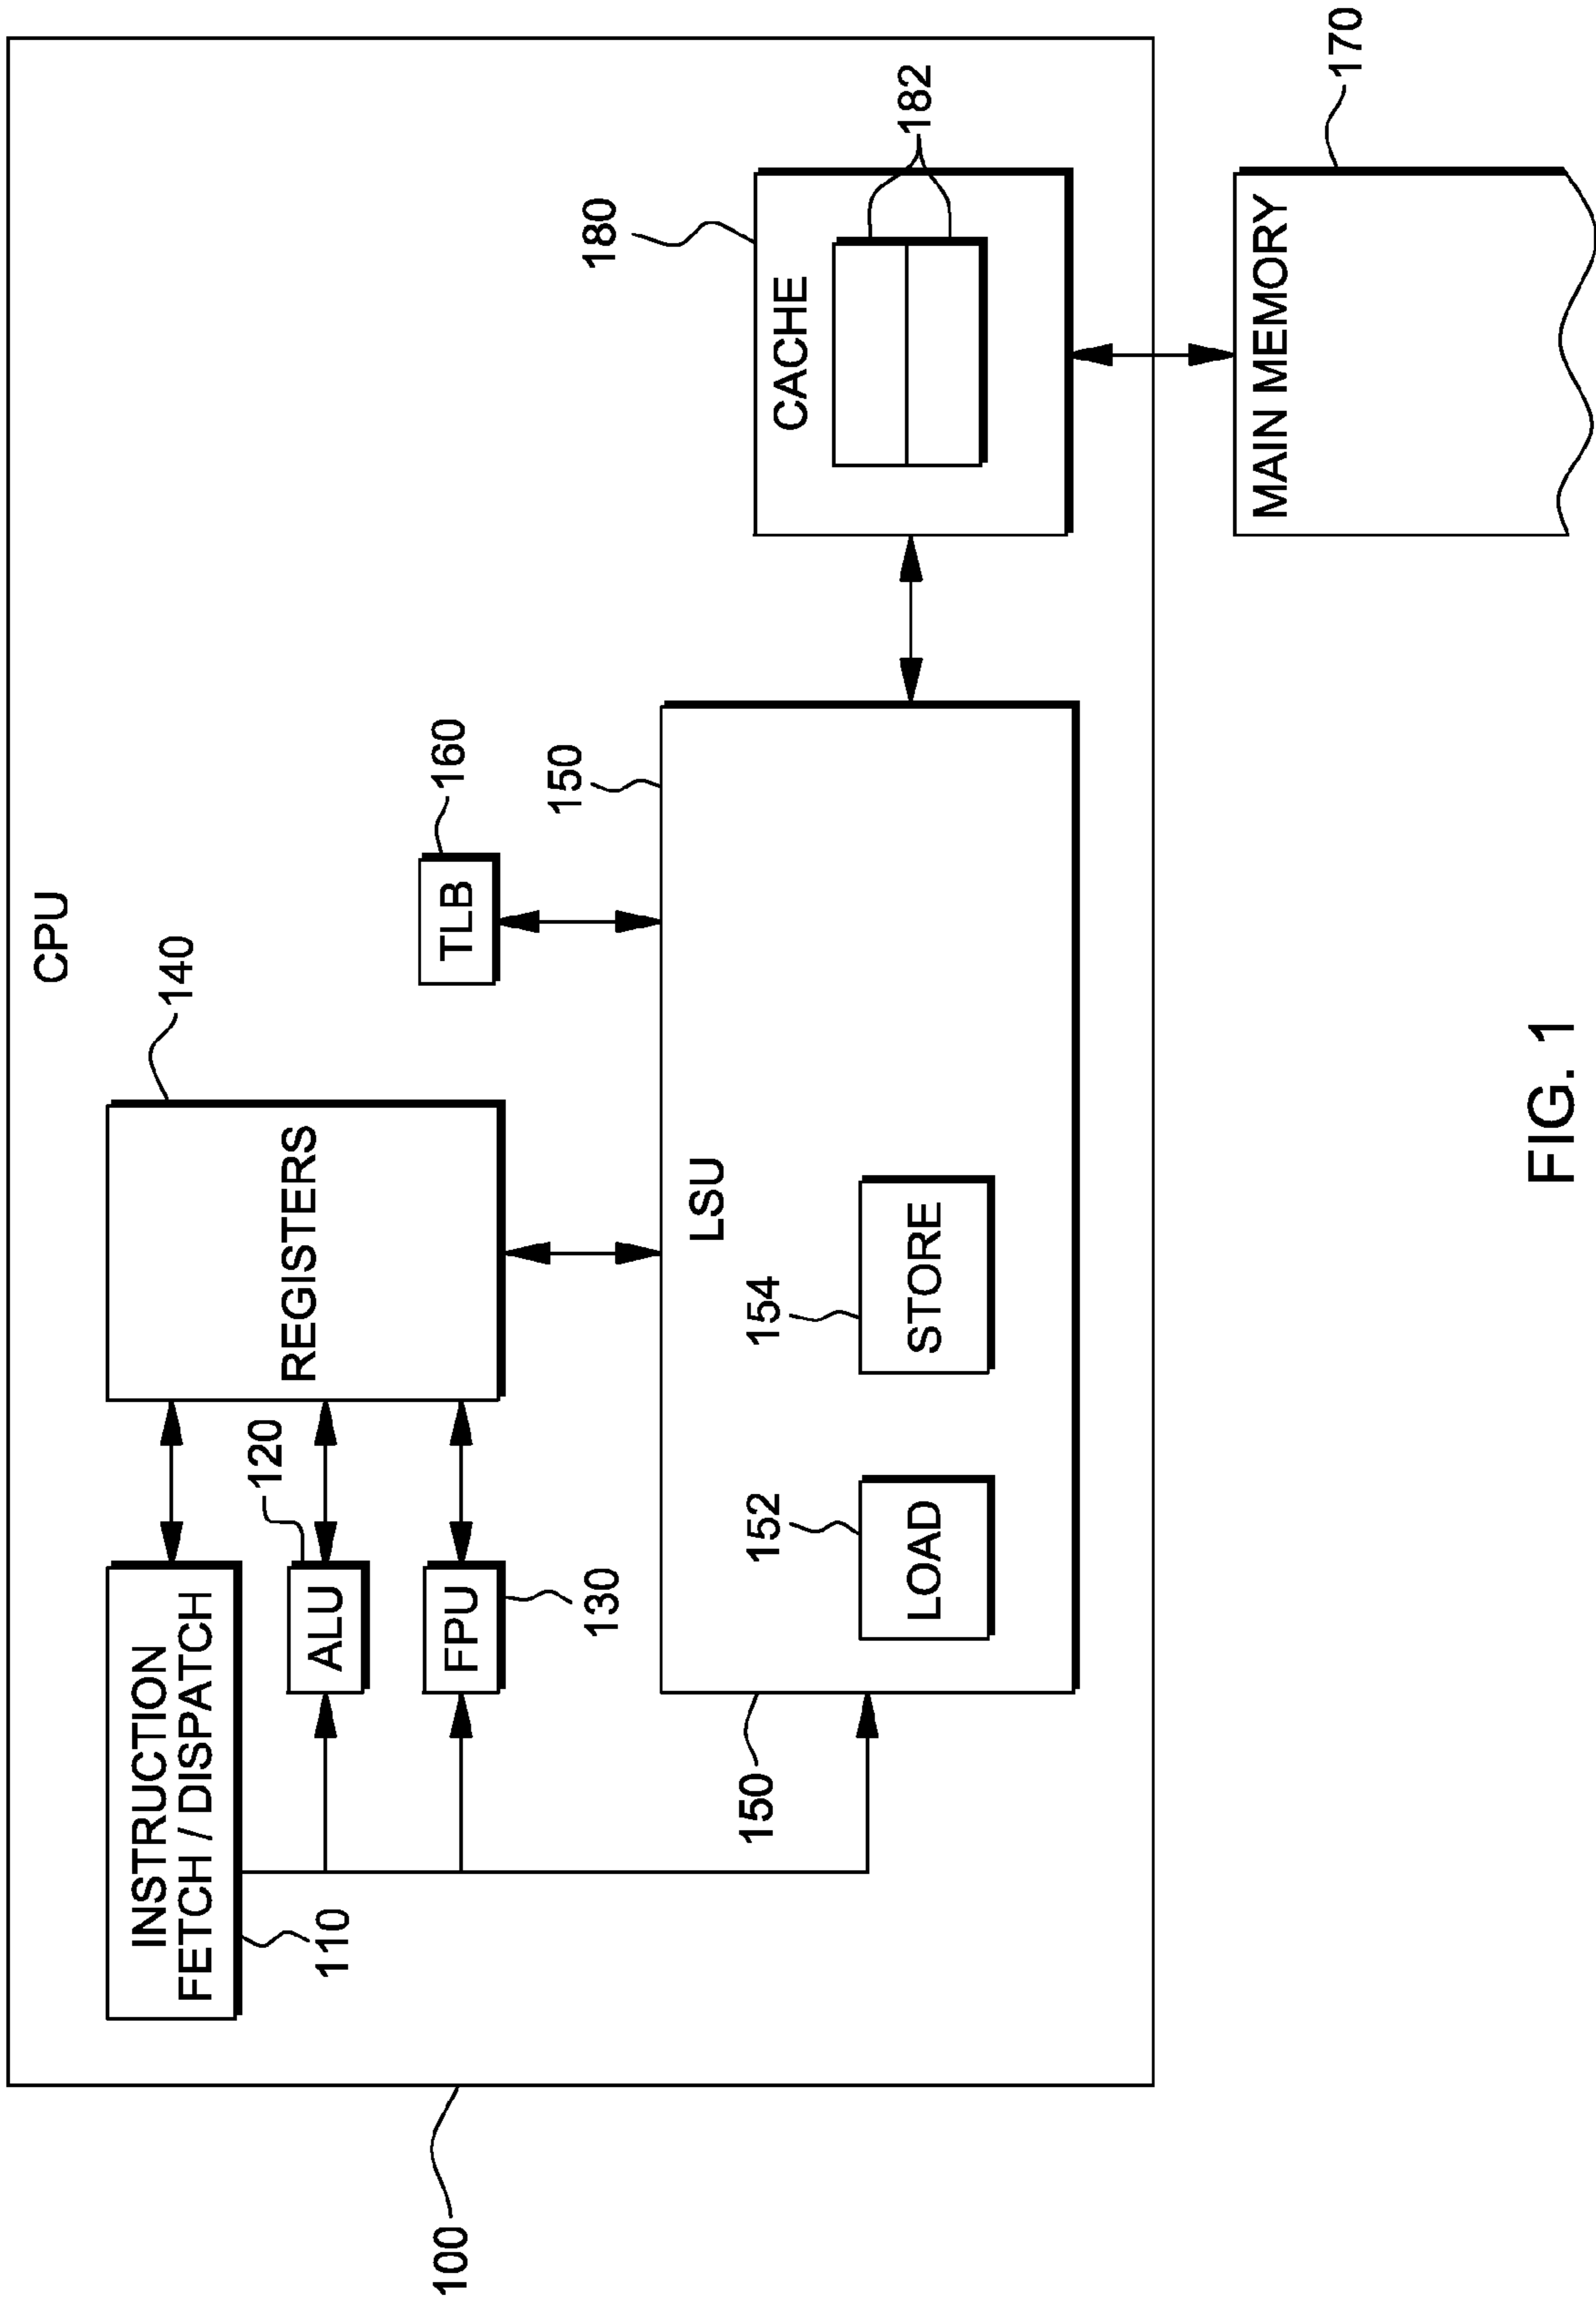 CPU
100
INSTRUCTION
FETCH / DISPATCH
110
ALU
120
FPU
130
REGISTERS
140
TLB
160
150
LSU
150
LOAD
152
STORE
154
CACHE
180
182
MAIN MEMORY
170
FIG. 1